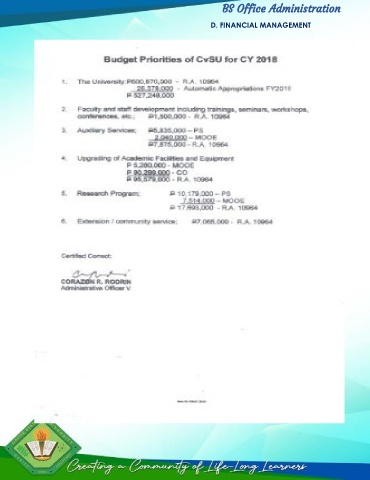 BS Office Administration
D. FINANCIAL MANAGEMENT
Budget Priorities of CvSU for CY 2018
1. The University: ₱500,870,000 - R.A. 10964
26,378,000 - Automatic Appropriations FY2018
₱ 527,248,000
2. Faculty and staff development including trainings, seminars, workshops,
conferences, etc.; ₱1,500,000 - R.A. 10964
3. Auxiliary Services; ₱5,835,000 – PS
2,040,000 – MOOE
₱7,875,000 - R.A. 10964
4. Upgrading of Academic Facilities and Equipment
₱ 5,280,000 - MOOE
₱ 90,299,000 - CO
₱ 95,579,000 - R.A. 10964
5. Research Program; ₱ 10,179,000 – PS
7,514,000 – MOOE
₱ 17,693,000 - R.A. 10964
6. Extension / community service; ₱7,065,000 - R.A. 10964
Certified Correct:
CORAZON R. RODRIN
Administrative Officer V
Creating a Community of Life-Long Learners